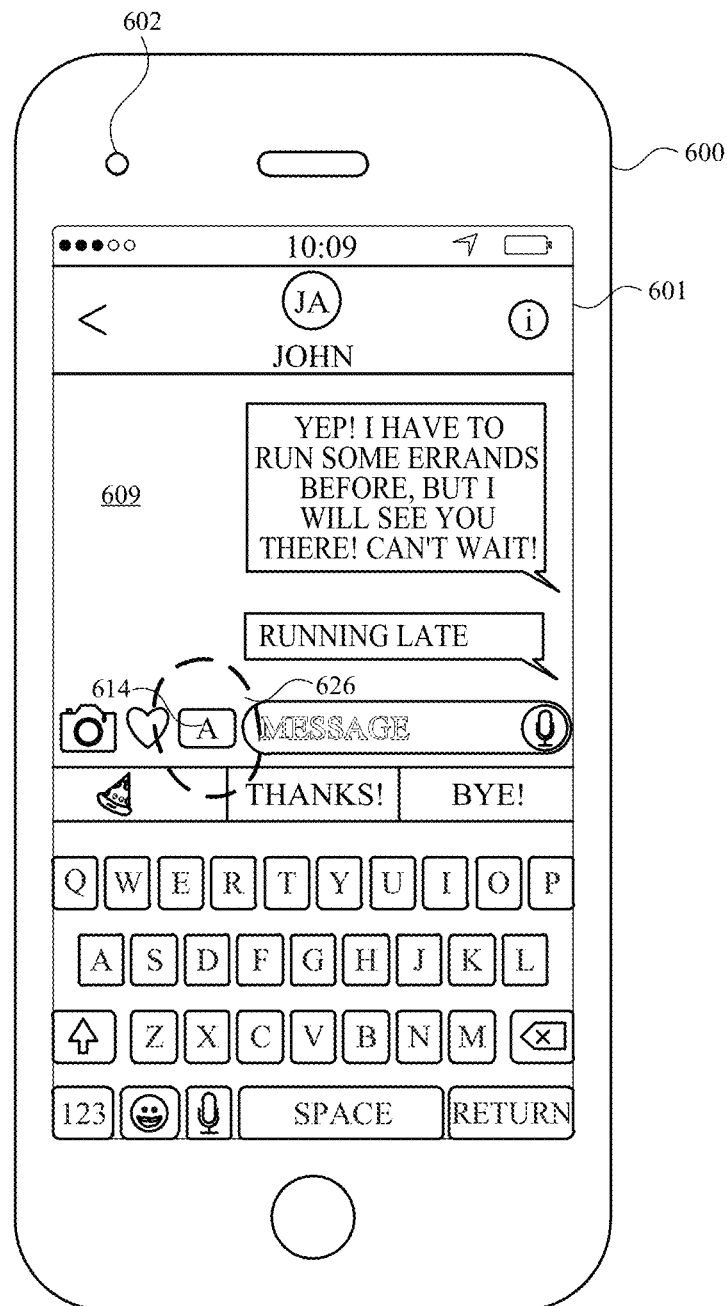 602
600
10:09
601
JA
i
JOHN
YEP! I HAVE TO
RUN SOME ERRANDS
BEFORE, BUT I
WILL SEE YOU
THERE! CAN'T WAIT!
609
RUNNING LATE
614
626
A
MESSAGE
THANKS!
BYE!
Q W E R T Y U I O P
A S D F G H J K L
Z X C V B N M
123
SPACE
RETURN